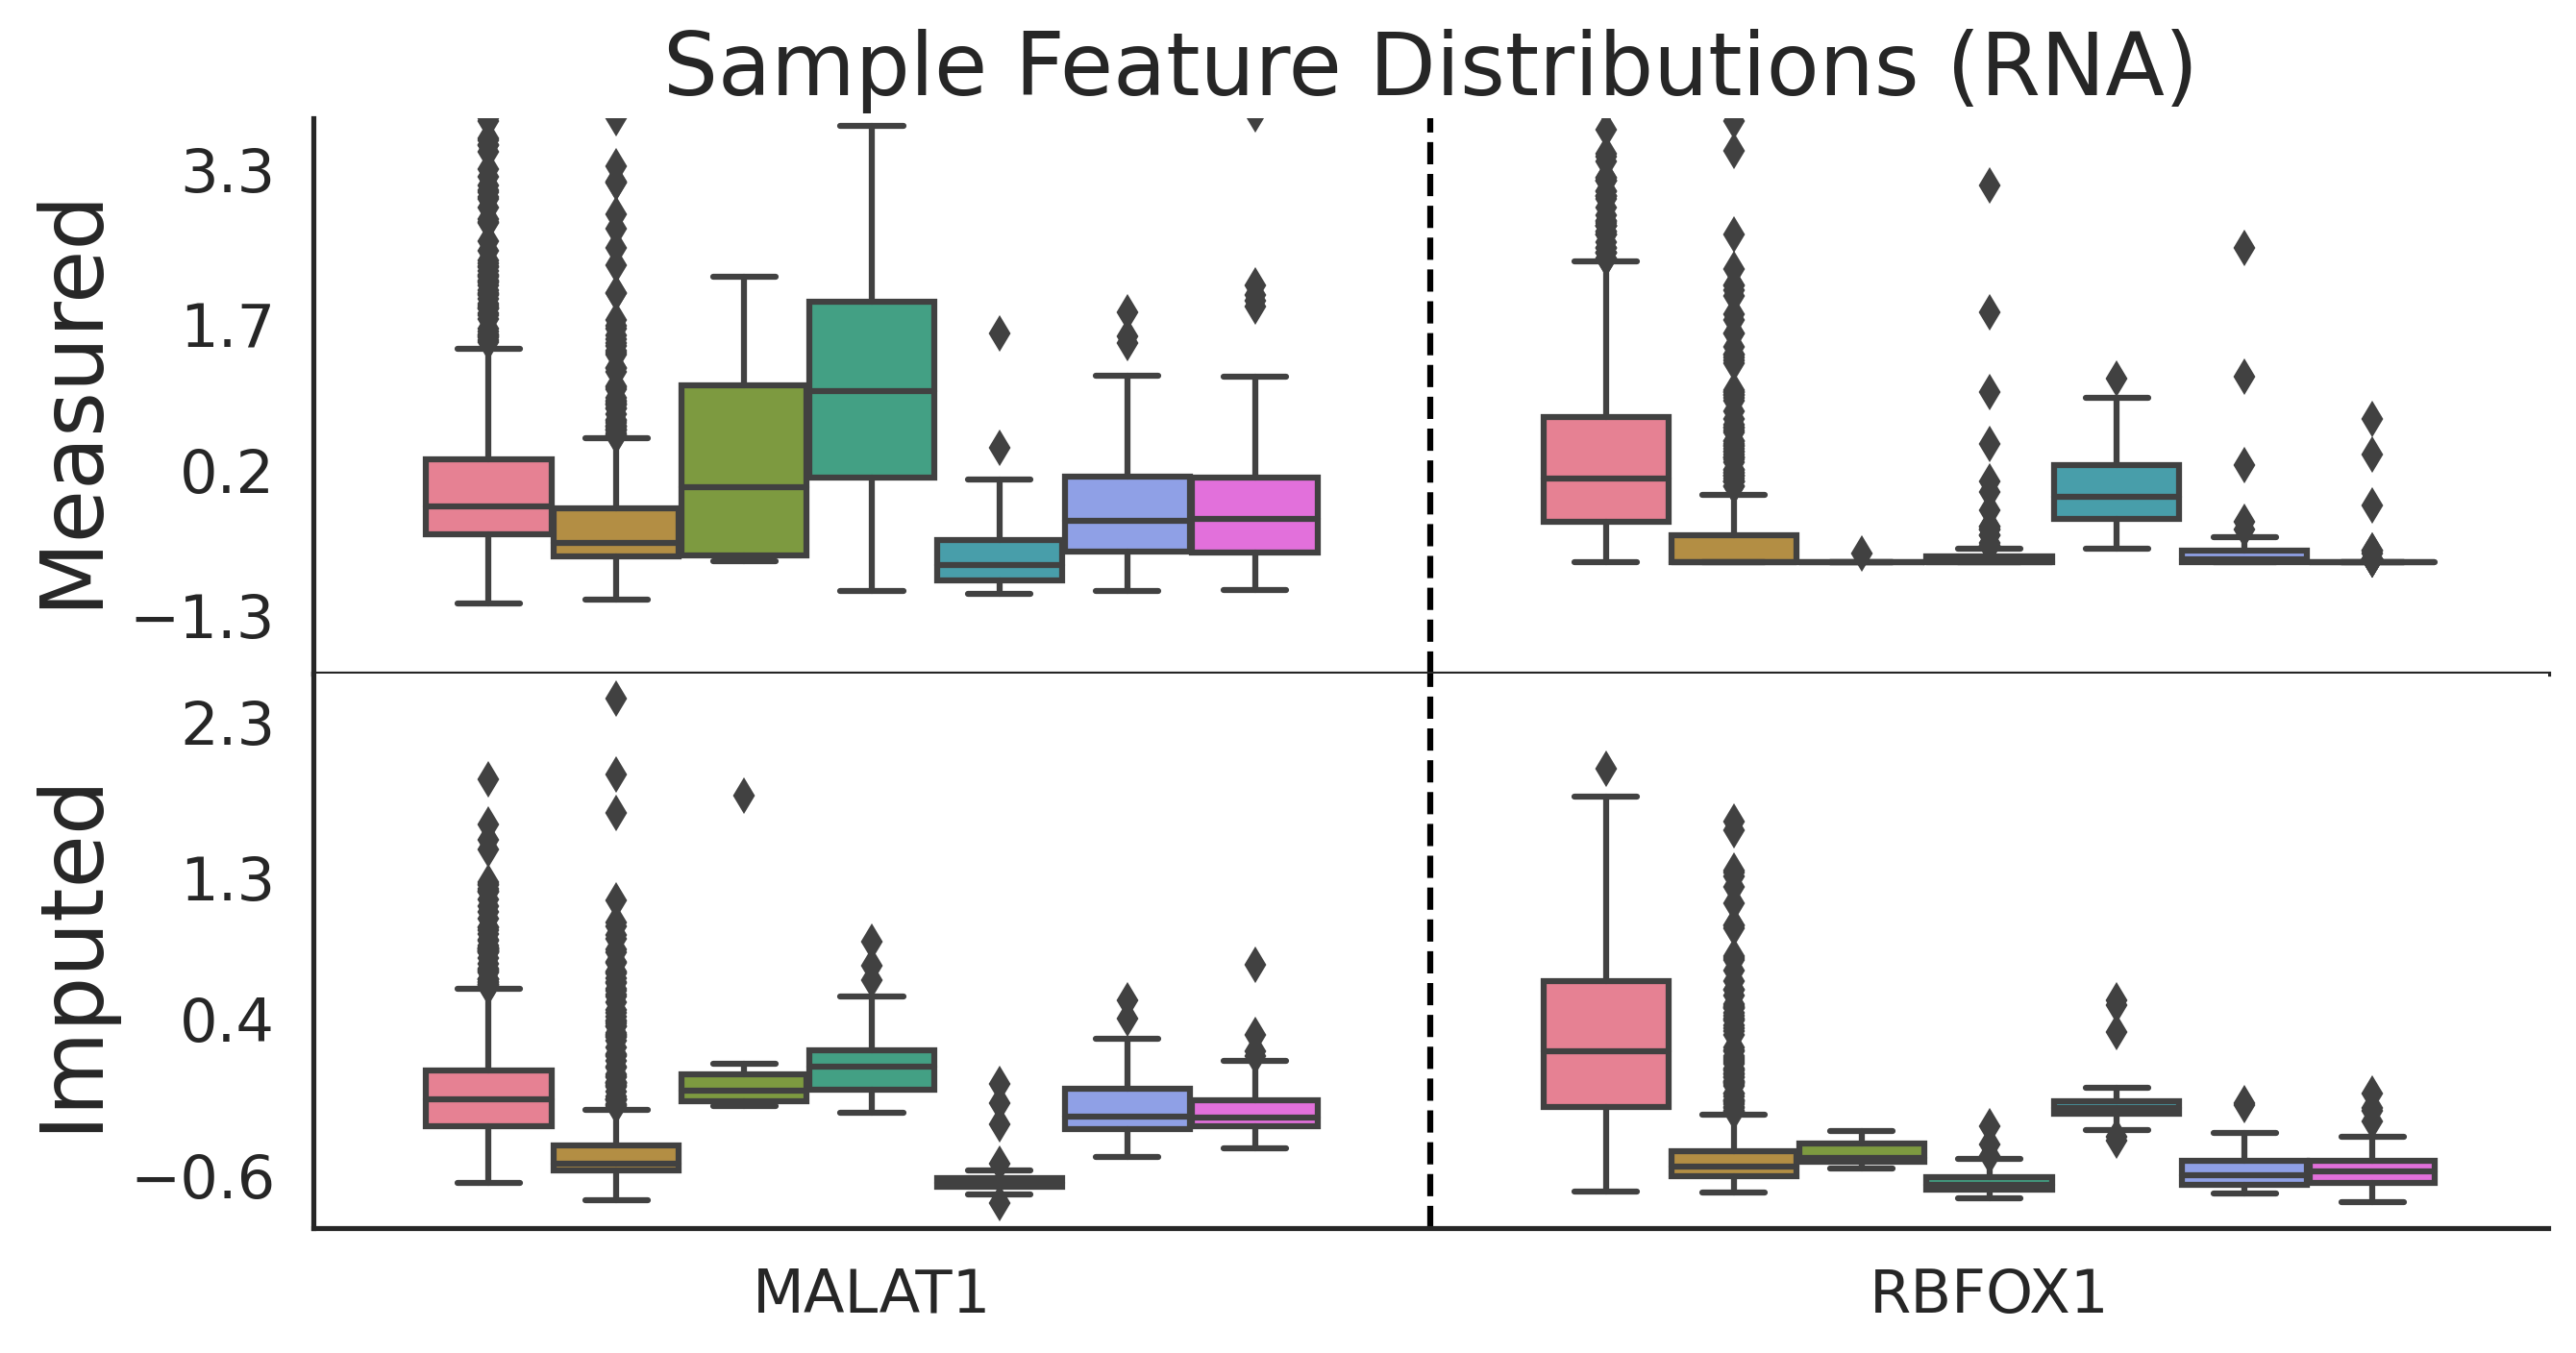 Sample Feature Distributions (RNA)
Measured
3.3
1.7
0.2
−1.3
Imputed
2.3
1.3
0.4
−0.6
MALAT1
RBFOX1